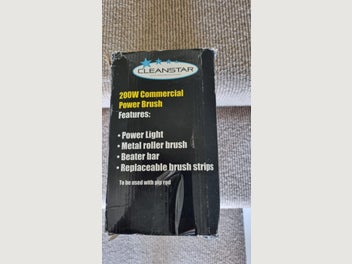 CLEANSTAR
200W Commercial
Power Brush
Features:
• Power Light
• Metal roller brush
• Beater bar
• Replaceable brush strips
To be used with pip rod